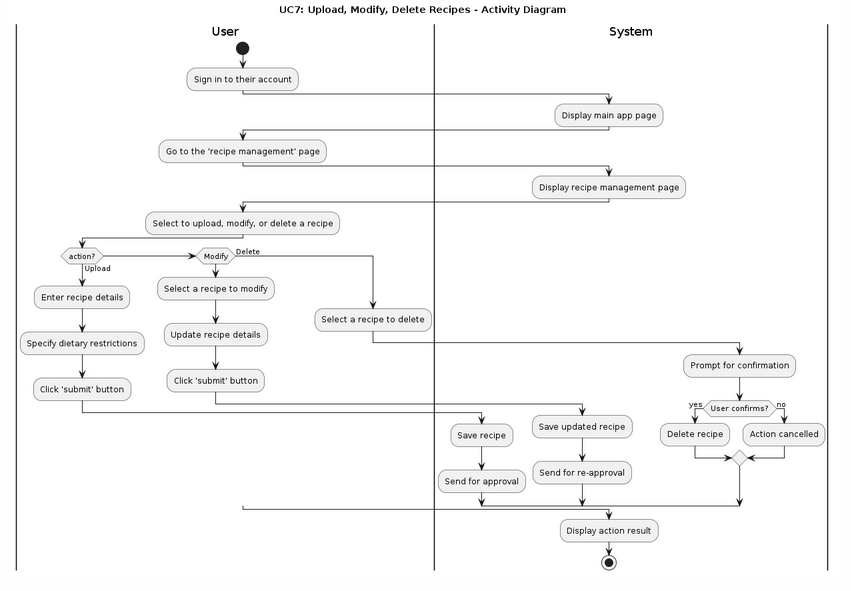 UC7: Upload, Modify, Delete Recipes - Activity Diagram
User
System
Sign in to their account
Display main app page
Go to the 'recipe management' page
Display recipe management page
Select to upload, modify, or delete a recipe
action?
Upload
Modify
Delete
Enter recipe details
Specify dietary restrictions
Click 'submit' button
Select a recipe to modify
Update recipe details
Click 'submit' button
Select a recipe to delete
Prompt for confirmation
User confirms?
yes
no
Delete recipe
Action cancelled
Save recipe
Send for approval
Save updated recipe
Send for re-approval
Display action result